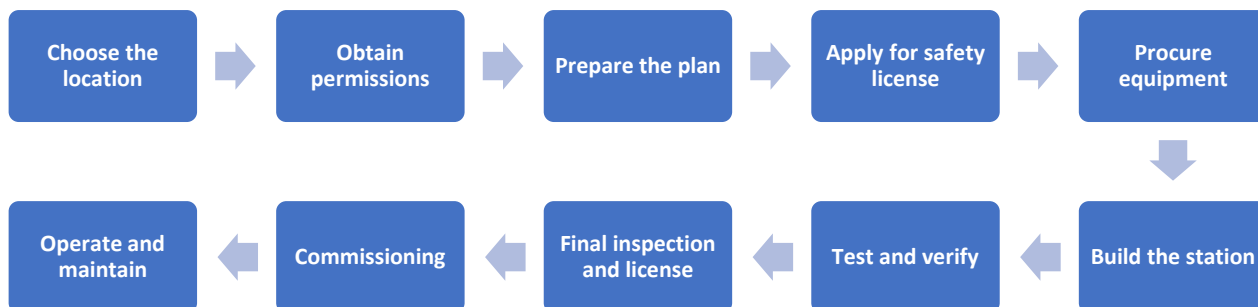 Choose the
location
Obtain
permissions
Prepare the plan
Apply for safety
license
Procure
equipment
Build the station
Test and verify
Final inspection
and license
Commissioning
Operate and
maintain